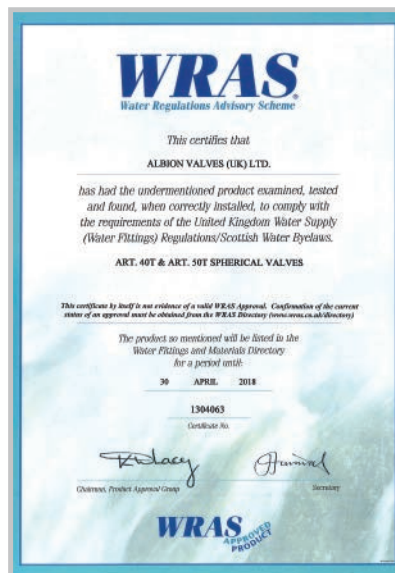 WRAS®
Water Regulations Advisory Scheme
This certifies that
ALBION VALVES (UK) LTD.
has had the undermentioned product examined, tested
and found, when correctly installed, to comply with
the requirements of the United Kingdom Water Supply
(Water Fittings) Regulations/Scottish Water Byelaws.
ART. 40T & ART. 50T SPHERICAL VALVES
This certificate by itself is not evidence of a valid WRAS Approval. Confirmation of the current
status of an approval must be obtained from the WRAS Directory (www.wras.co.uk/directory)
The product so mentioned will be listed in the
Water Fittings and Materials Directory
for a period until:
30 APRIL 2018
1304063
Certificate No.
Chairman, Product Approval Group
Secretary
WRAS APPROVED
PRODUCT